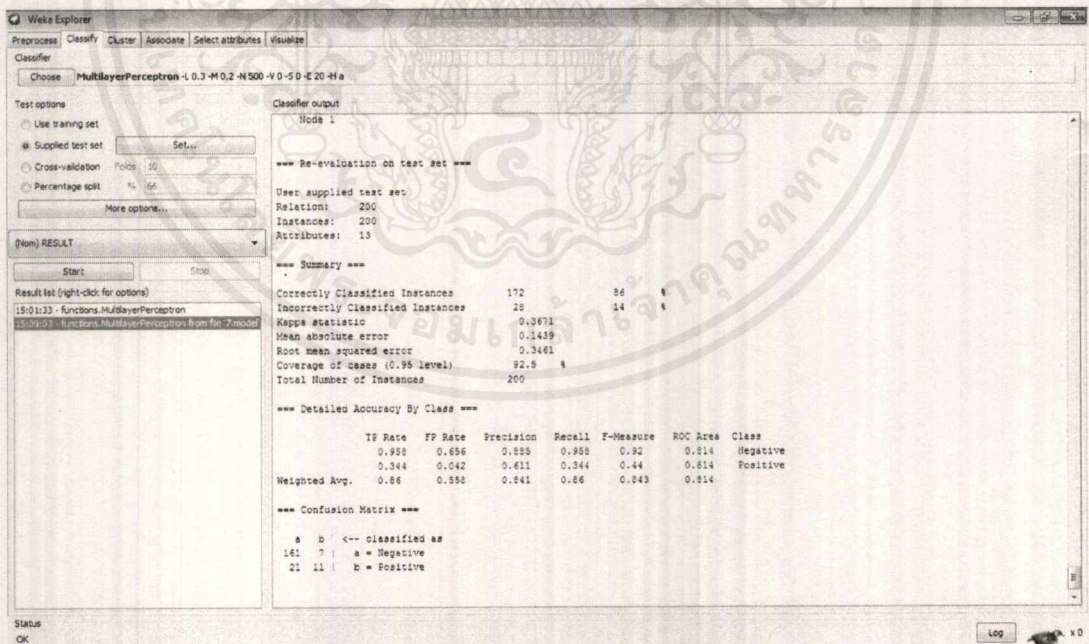 Weka Explorer
Preprocess Classify Cluster Associate Select attributes Visualize
Classifier
Choose MultilayerPerceptron -L 0.3 -M 0.2 -N 500 -V 0 -S 0 -E 20 -H a
Test options
Use training set
Supplied test set Set...
Cross-validation Folds 10
Percentage split % 66
More options...
(Nom) RESULT
Start Stop
Result list (right-click for options)
15:01:33 - functions.MultilayerPerceptron
15:09:03 - functions.MultilayerPerceptron from file '7.model'
Classifier output
Node 1
=== Re-evaluation on test set ===
User supplied test set
Relation: 200
Instances: 200
Attributes: 13
=== Summary ===
Correctly Classified Instances 172 86 %
Incorrectly Classified Instances 28 14 %
Kappa statistic 0.3671
Mean absolute error 0.1439
Root mean squared error 0.3461
Coverage of cases (0.95 level) 92.5 %
Total Number of Instances 200
=== Detailed Accuracy By Class ===
TP Rate FP Rate Precision Recall F-Measure ROC Area Class
0.958 0.656 0.885 0.958 0.92 0.814 Negative
0.344 0.042 0.611 0.344 0.44 0.814 Positive
Weighted Avg. 0.86 0.558 0.841 0.86 0.843 0.814
=== Confusion Matrix ===
a b <-- classified as
161 7 | a = Negative
21 11 | b = Positive
Status
OK
Log x 0